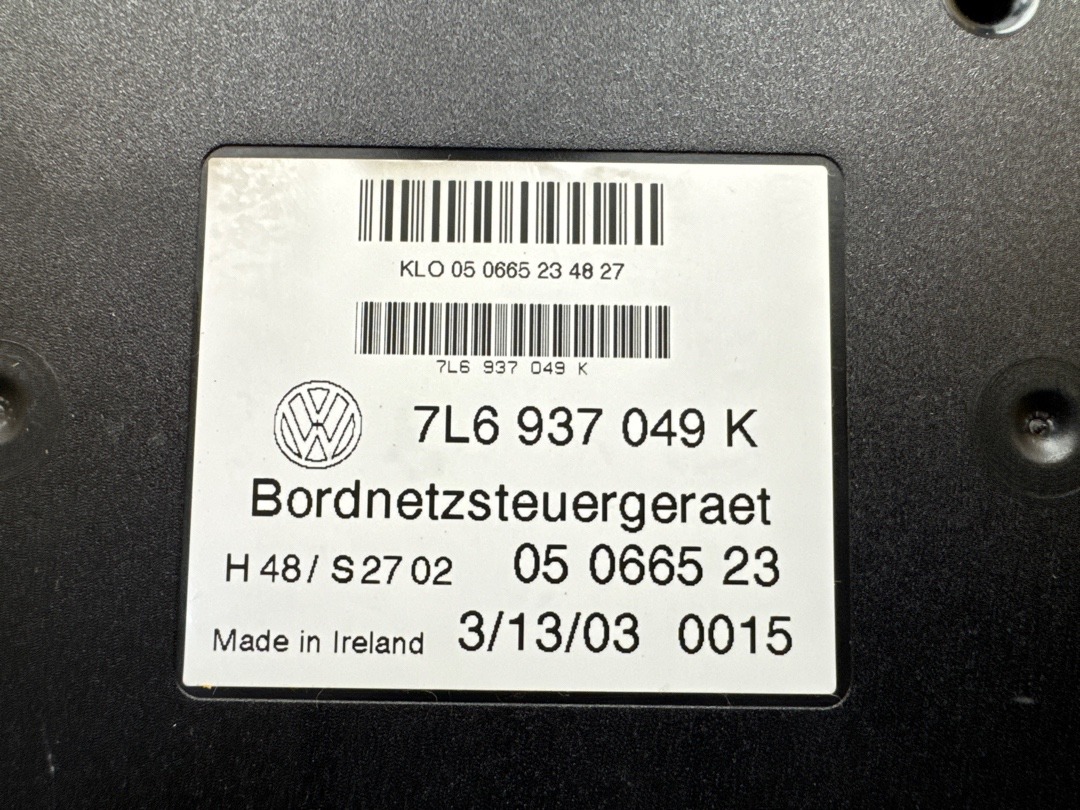 KLO 05 0665 23 48 27
7L6 937 049 K
7L6 937 049 K
Bordnetzsteuergeraet
H 48 / S 27 02 05 0665 23
Made in Ireland 3/13/03 0015